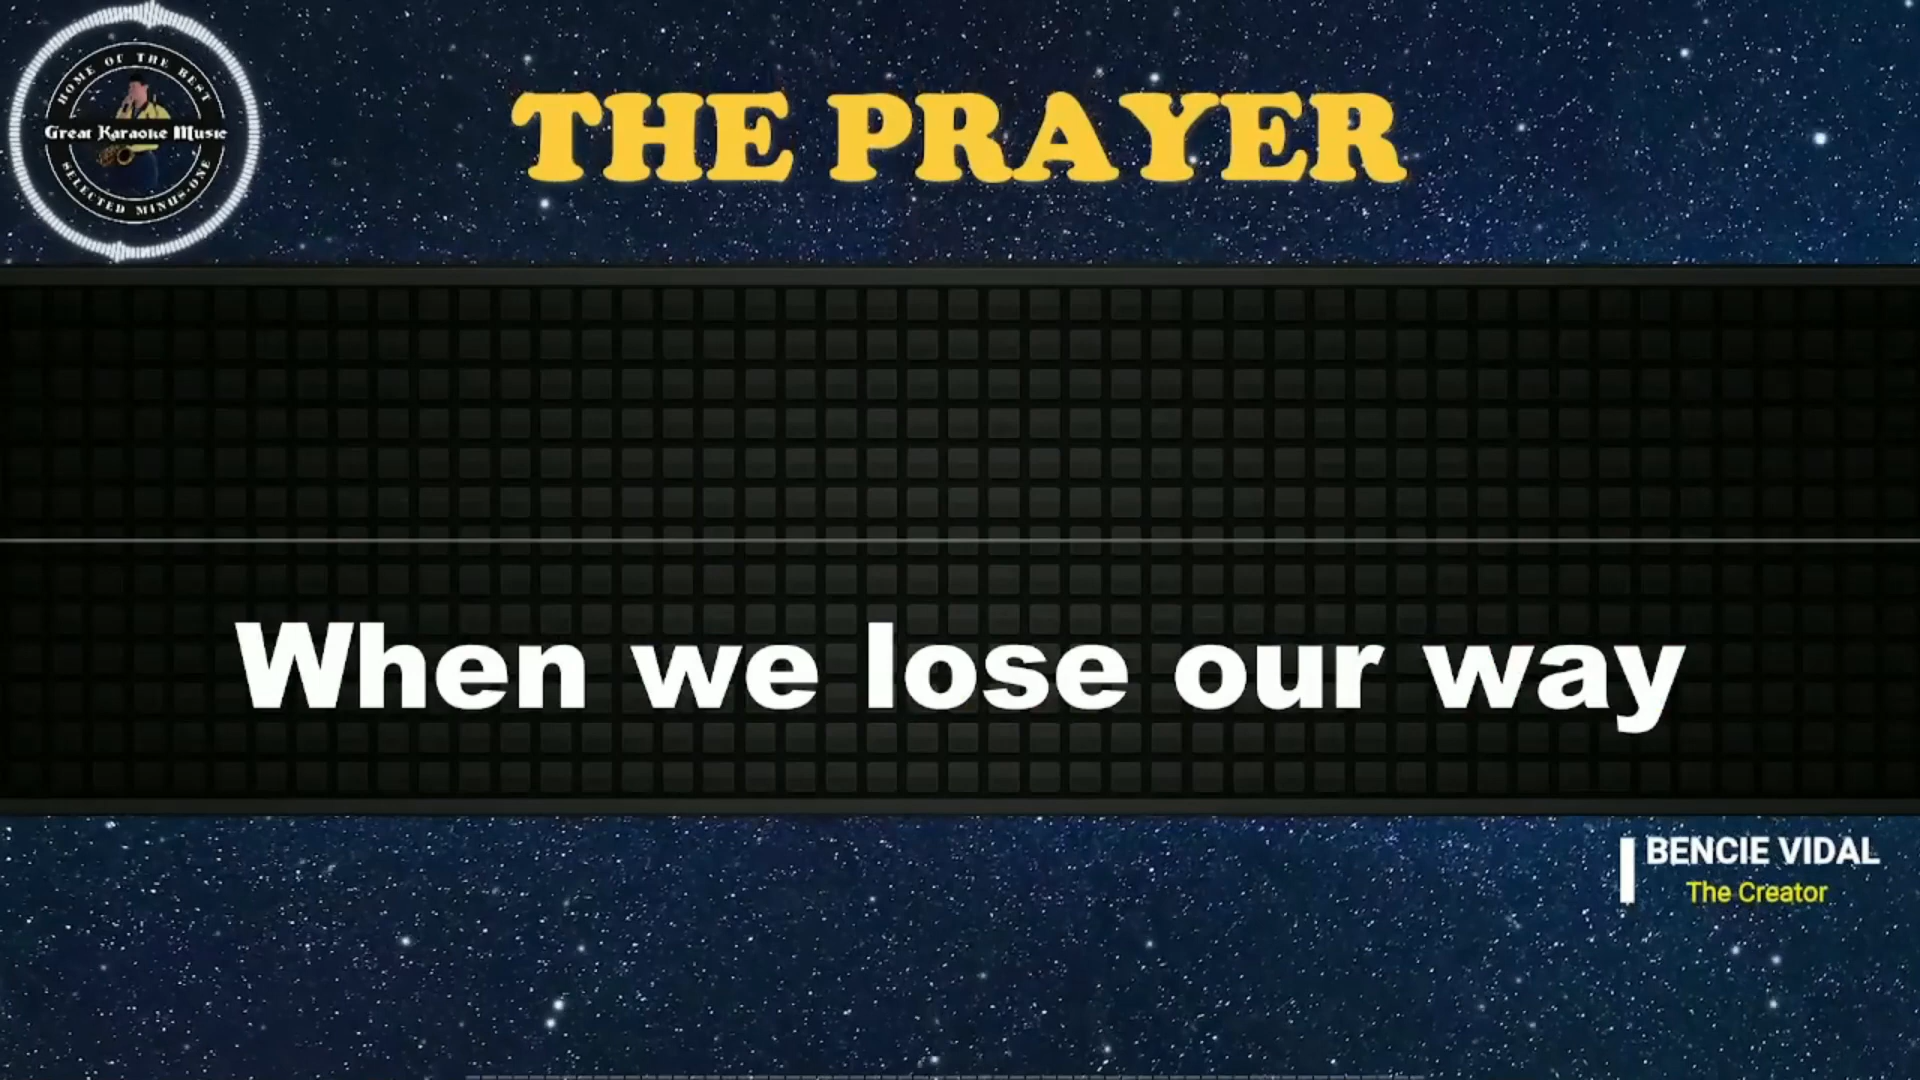 HOME OF THE BEST
Great Karaoke Music
SELECTED MINUS-ONE
THE PRAYER
When we lose our way
BENCIE VIDAL
The Creator